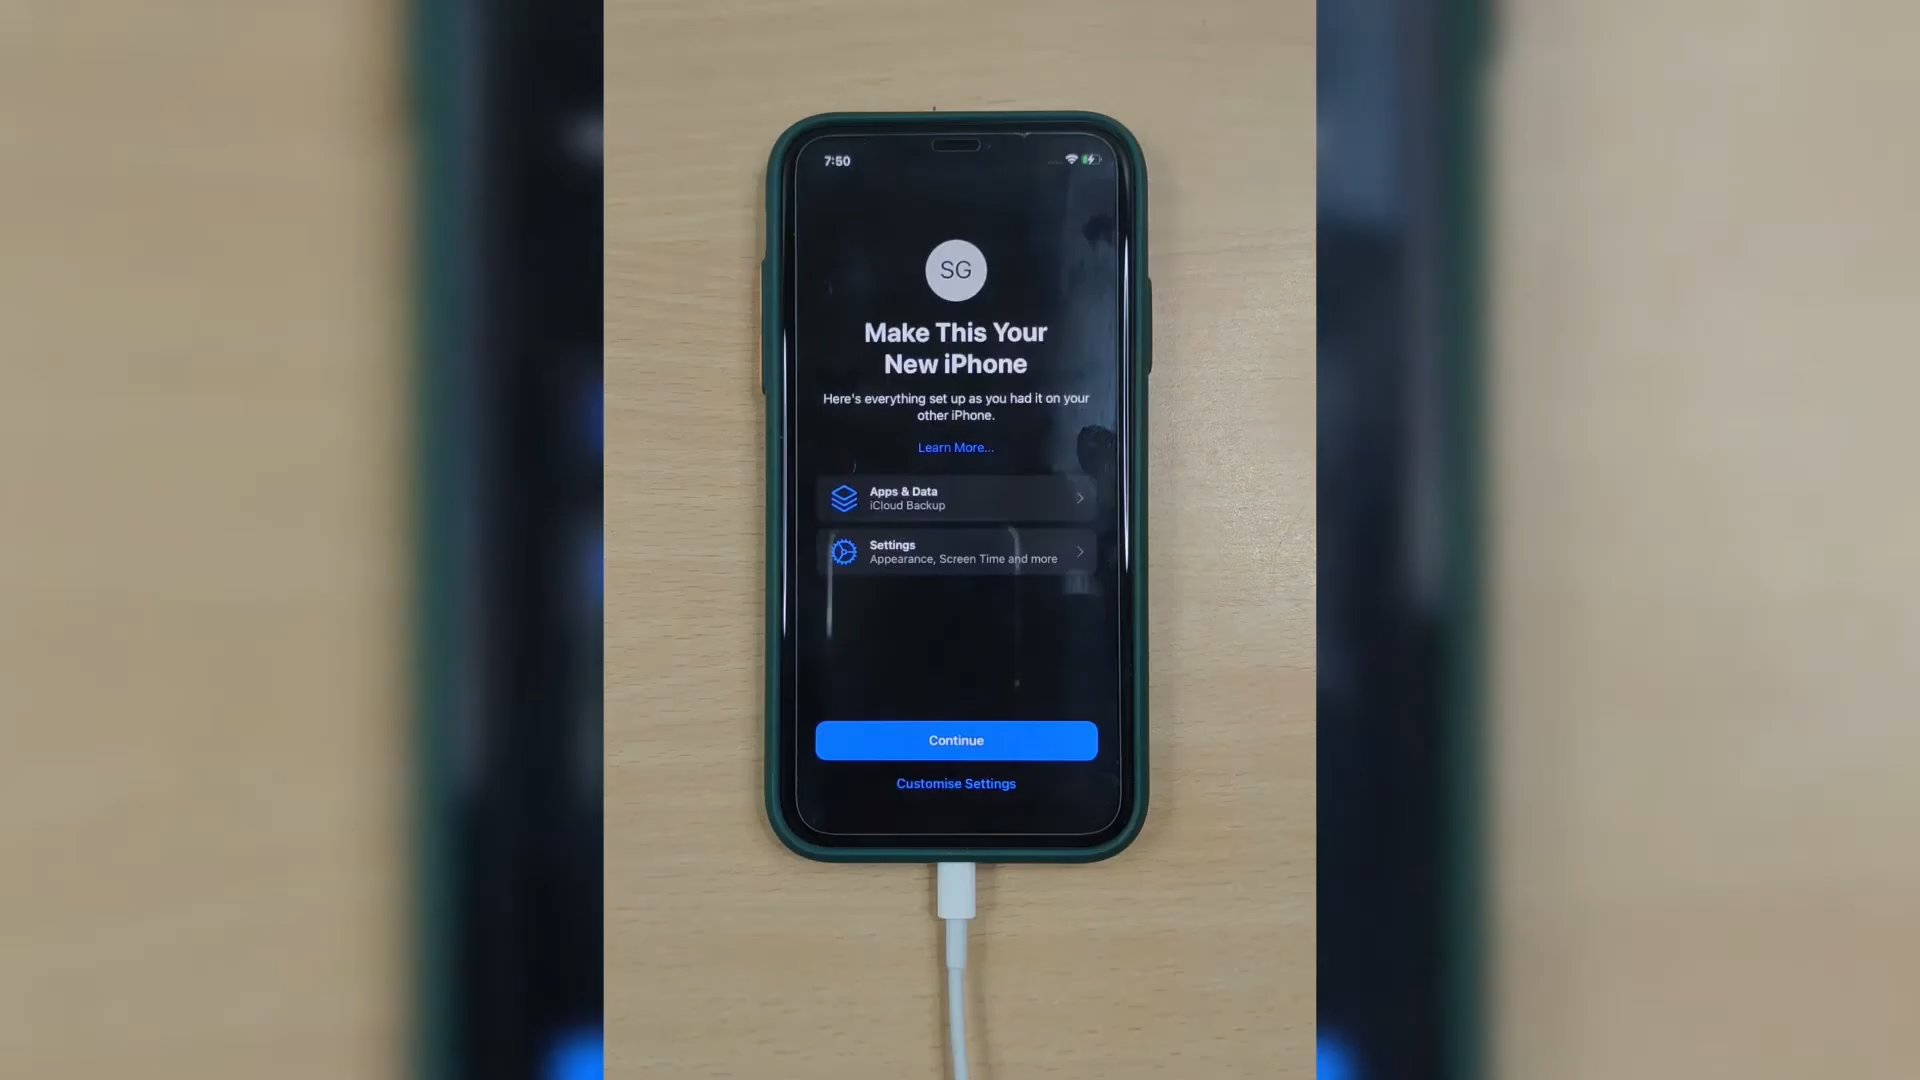 7:50
SG
Make This Your
New iPhone
Here's everything set up as you had it on your
other iPhone.
Learn More...
Apps & Data
iCloud Backup
Settings
Appearance, Screen Time and more
Continue
Customise Settings